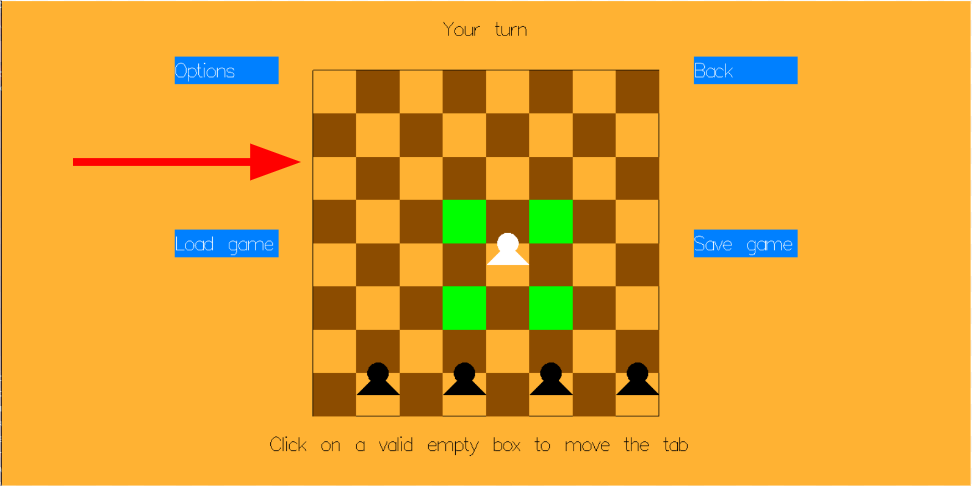 Your turn
Options
Back
Load game
Save game
Click on a valid empty box to move the tab